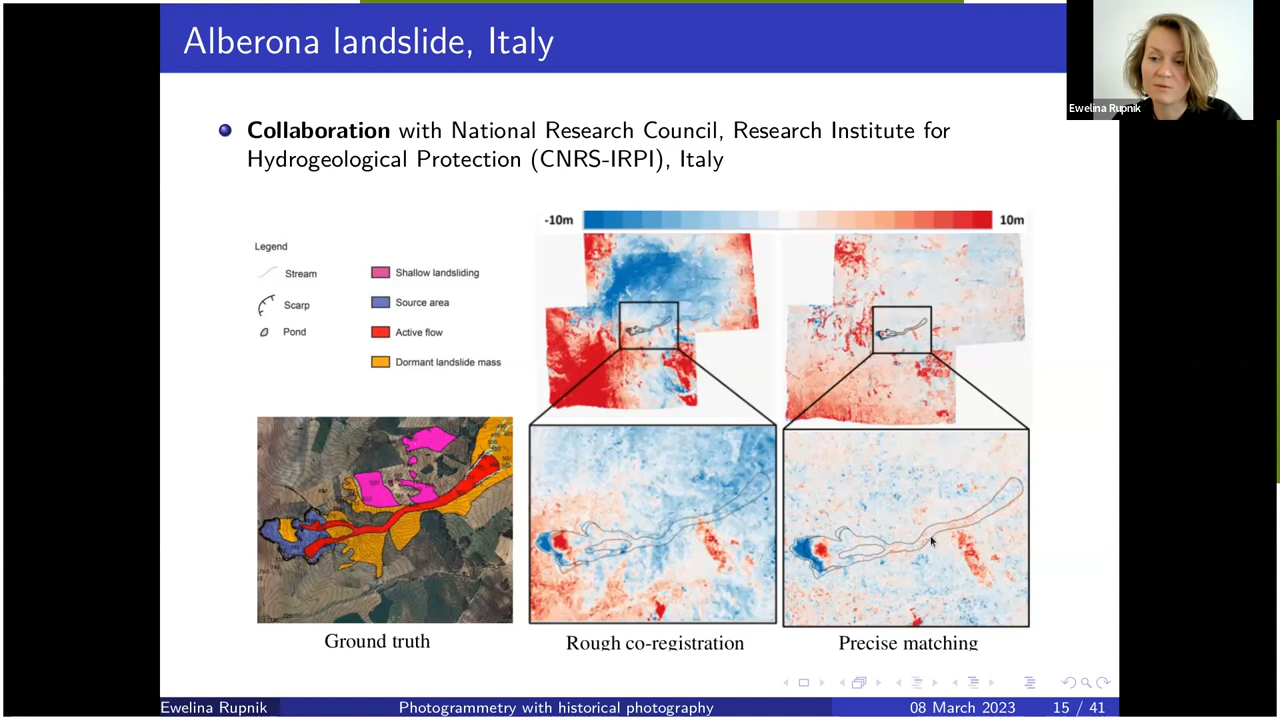 Alberona landslide, Italy
Ewelina Rupnik
Collaboration with National Research Council, Research Institute for
Hydrogeological Protection (CNRS-IRPI), Italy
-10m
10m
Legend
Stream
Scarp
Pond
Shallow landsliding
Source area
Active flow
Dormant landslide mass
Ground truth
Rough co-registration
Precise matching
Ewelina Rupnik
Photogrammetry with historical photography
08 March 2023
15 / 41